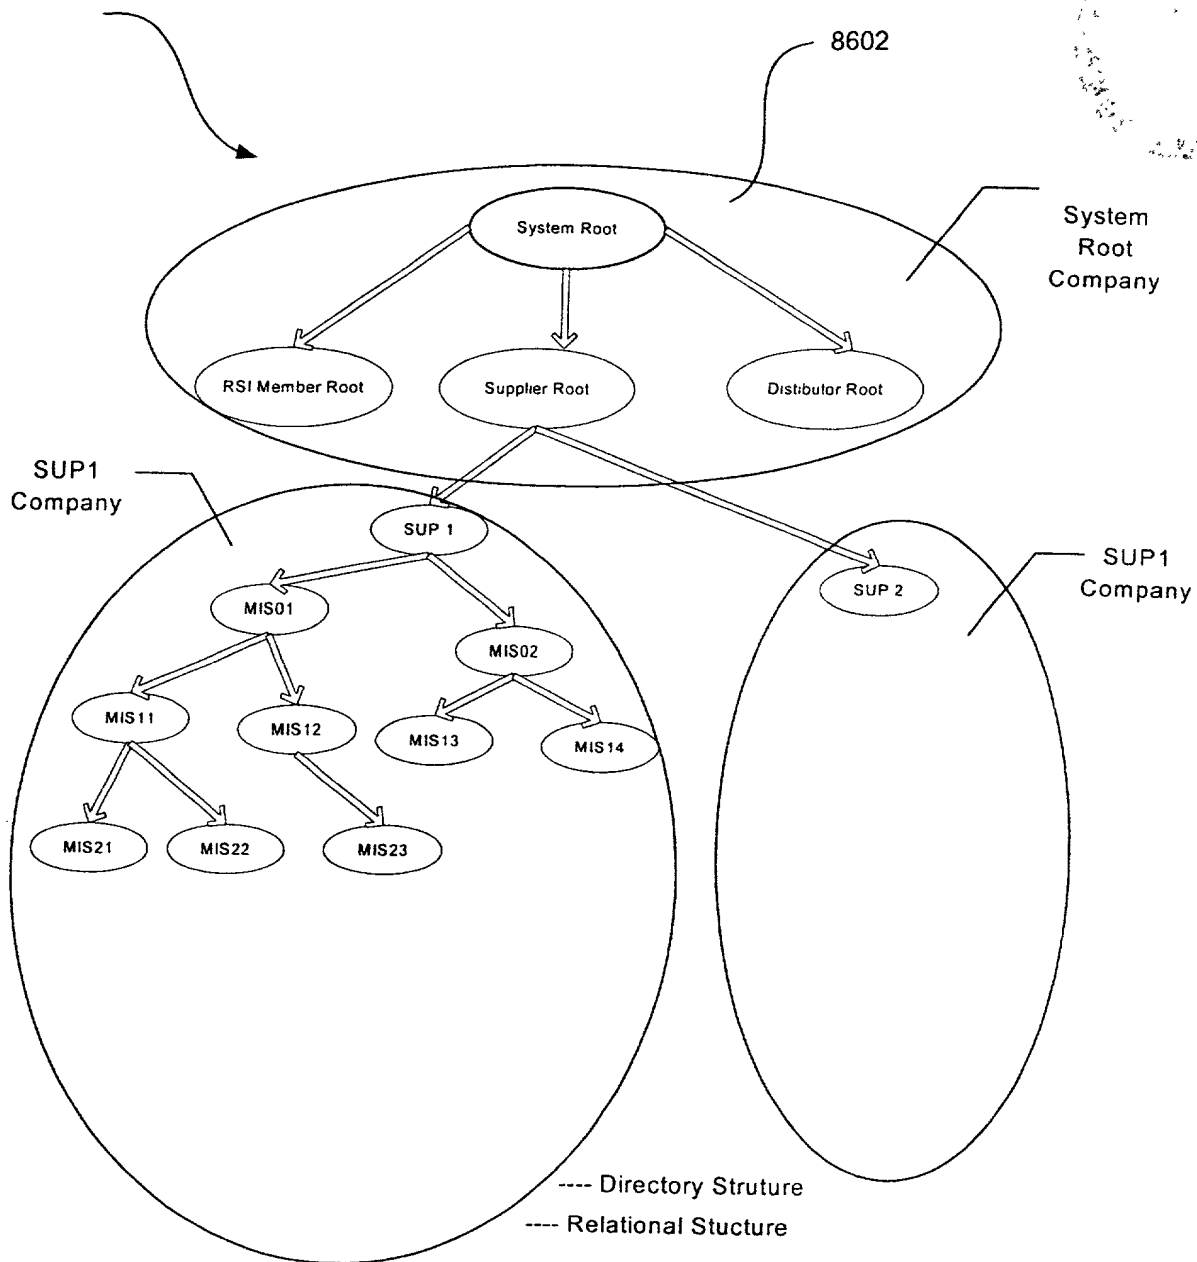 8602
System Root
System
Root
Company
RSI Member Root
Supplier Root
Distibutor Root
SUP1
Company
SUP 1
SUP1
Company
SUP 2
MIS01
MIS02
MIS11
MIS12
MIS13
MIS14
MIS21
MIS22
MIS23
---- Directory Struture
---- Relational Stucture